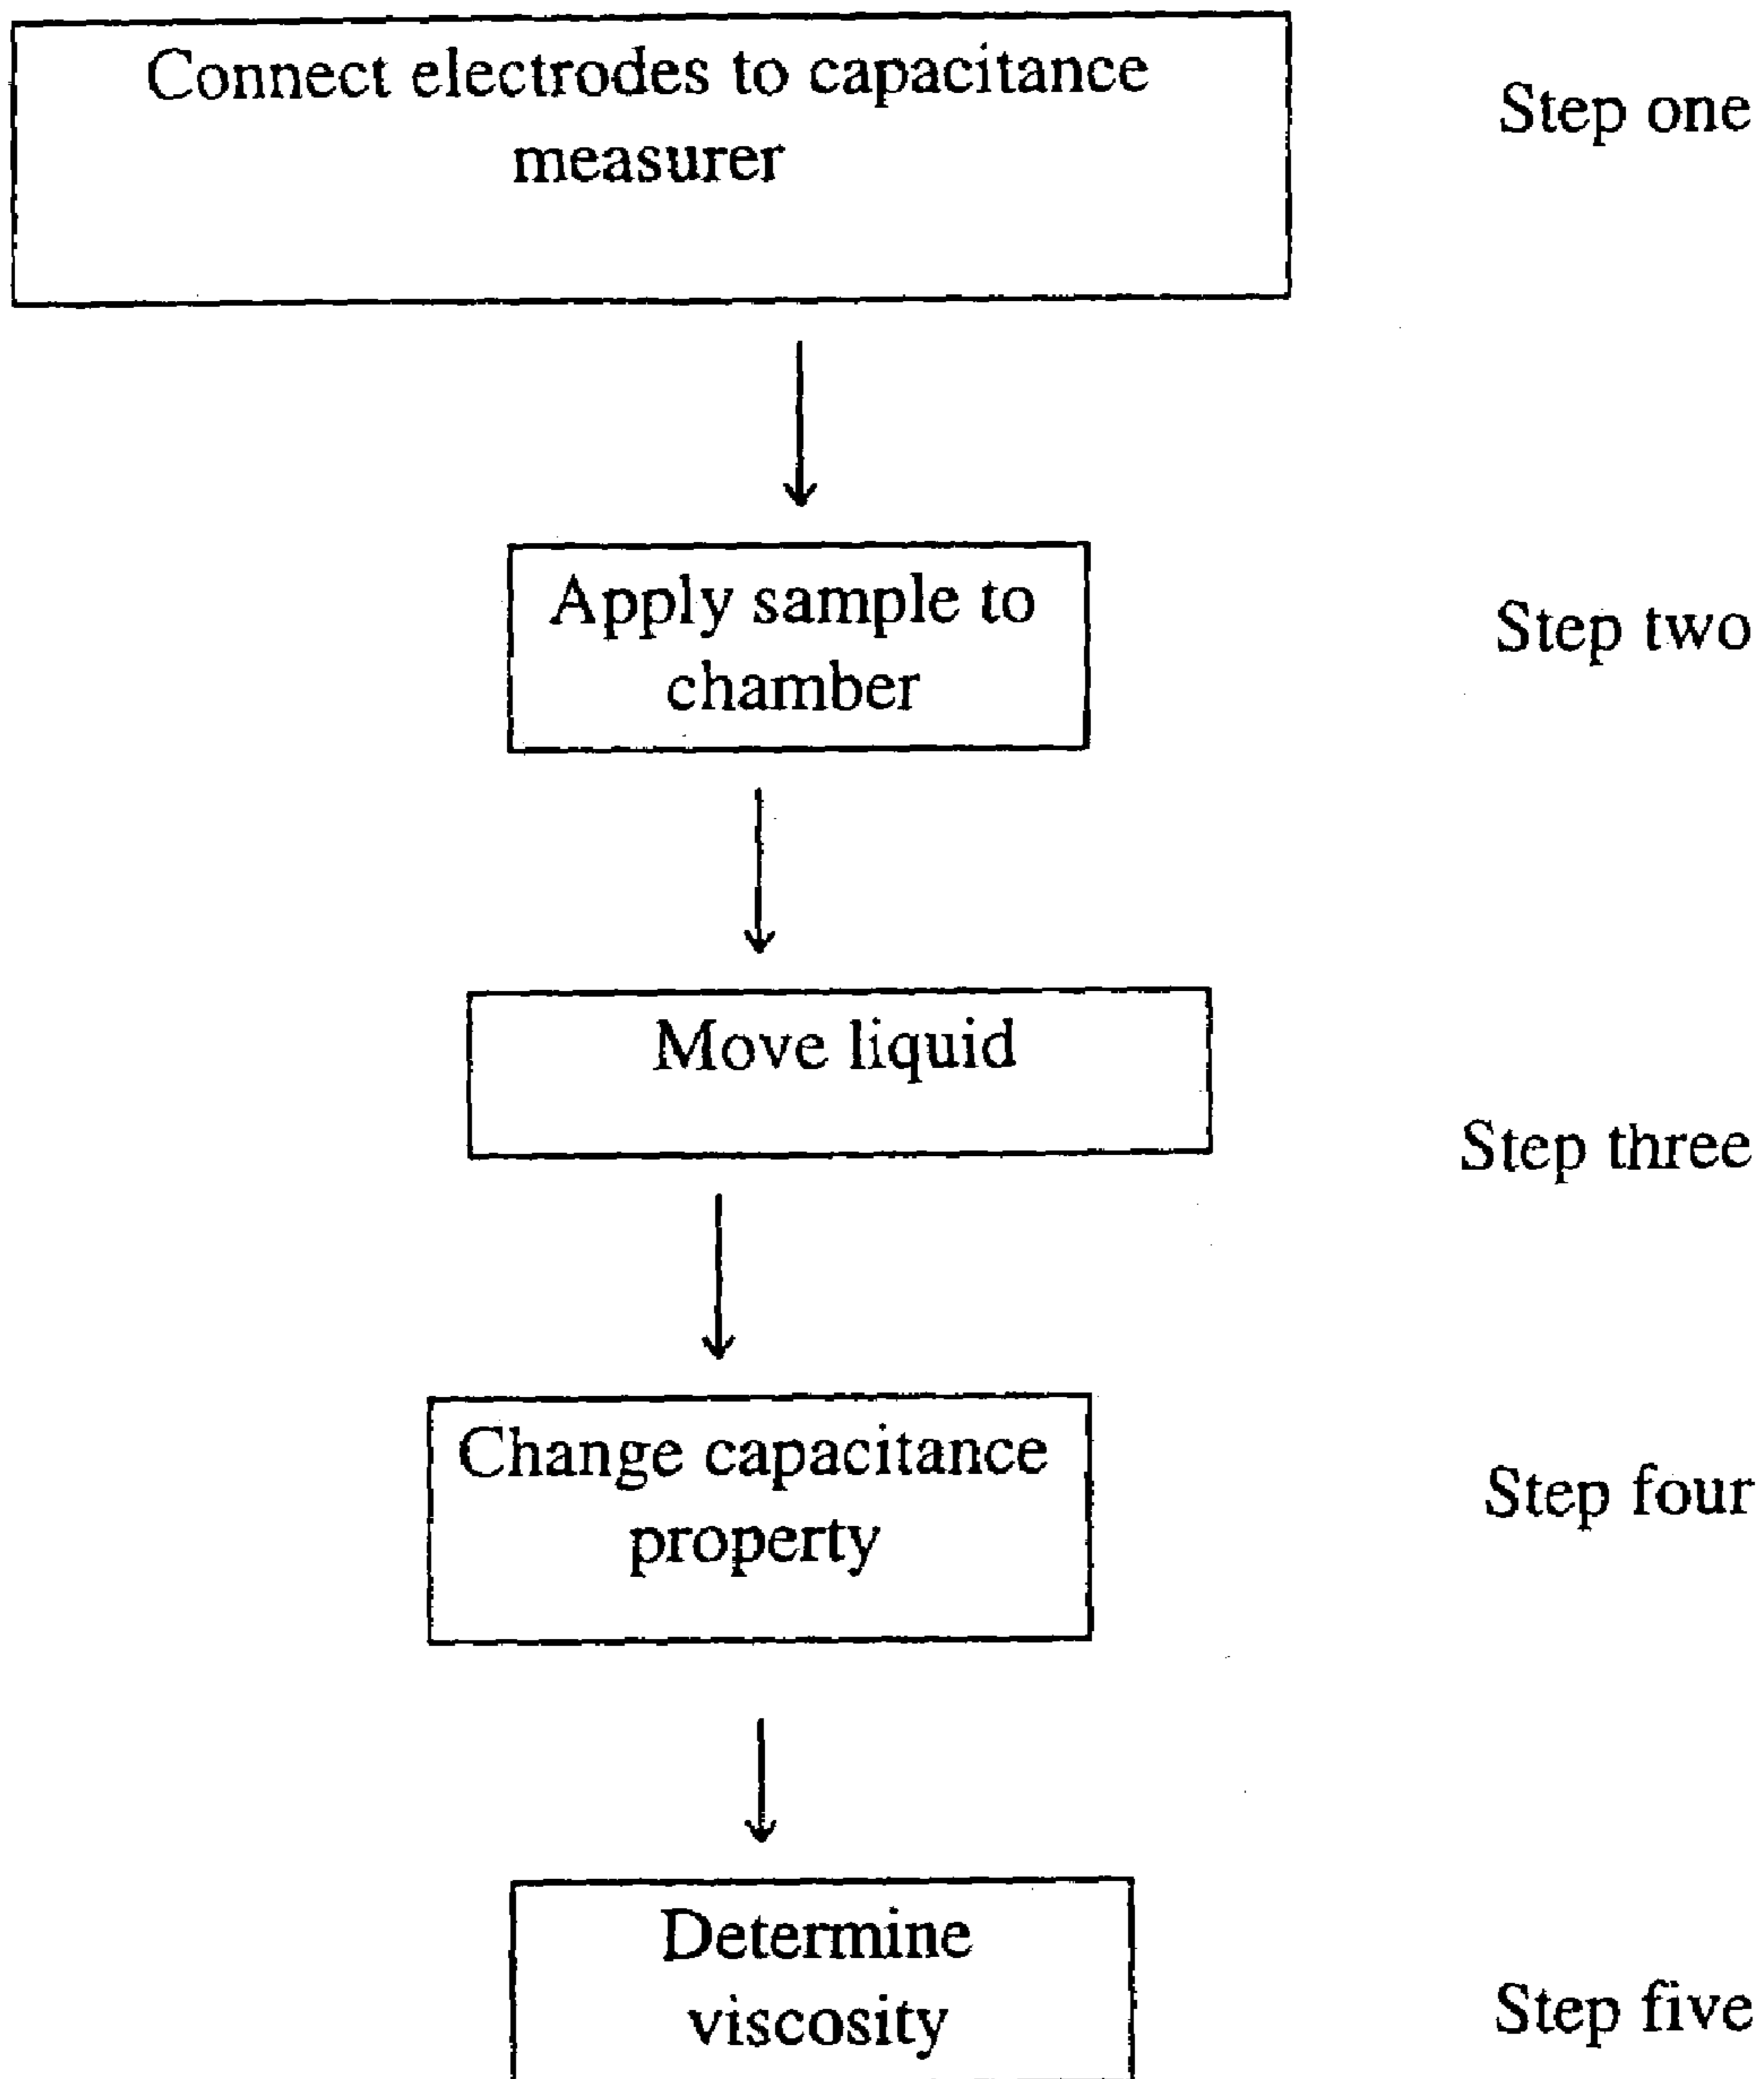 Connect electrodes to capacitance
measurer
Step one
Apply sample to
chamber
Step two
Move liquid
Step three
Change capacitance
property
Step four
Determine
viscosity
Step five